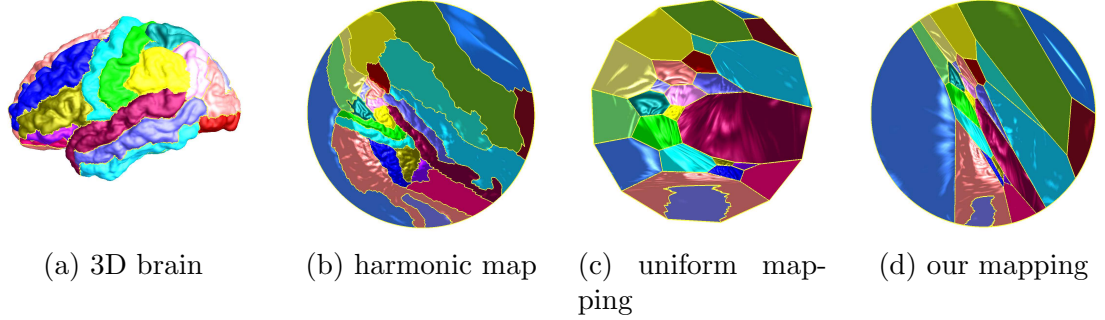 (a) 3D brain
(b) harmonic map
(c) uniform map-
ping
(d) our mapping